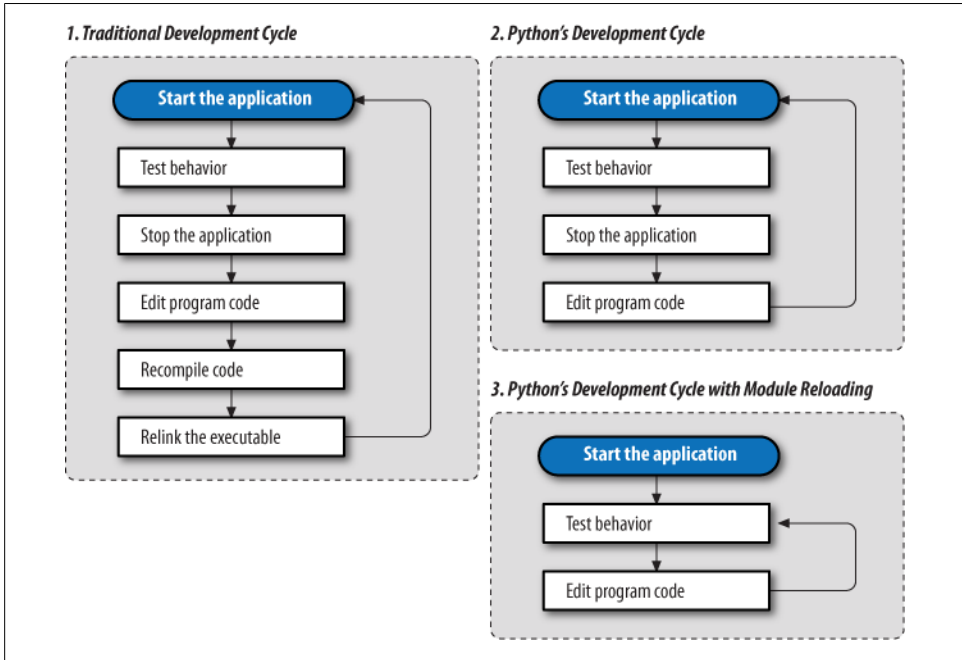 1. Traditional Development Cycle
Start the application
Test behavior
Stop the application
Edit program code
Recompile code
Relink the executable
2. Python's Development Cycle
Start the application
Test behavior
Stop the application
Edit program code
3. Python's Development Cycle with Module Reloading
Start the application
Test behavior
Edit program code